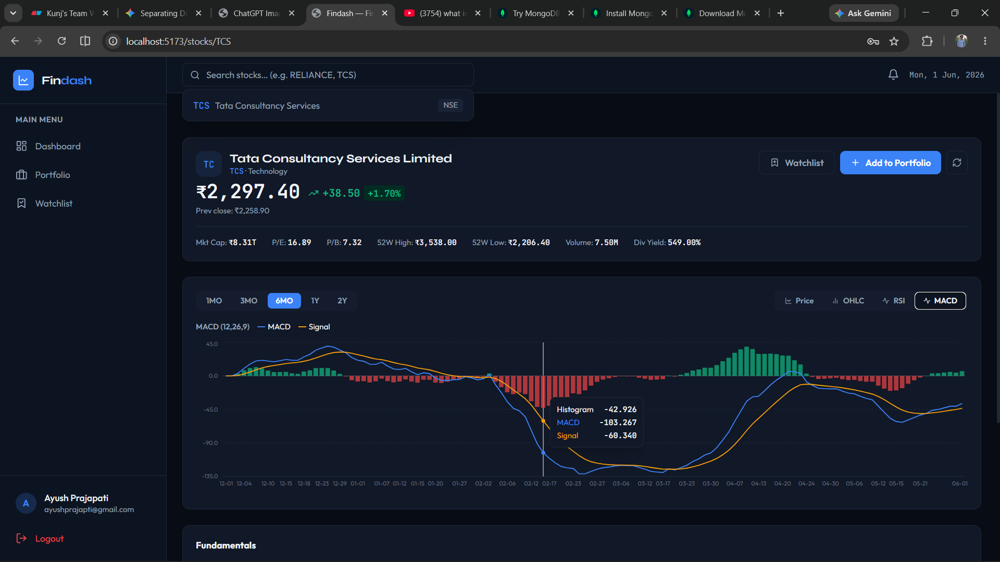 Kunj's Team W
Separating Di
ChatGPT Imag
Findash — Fin
(3754) what is
Try MongoDB
Install Mongo
Download Mo
Ask Gemini
localhost:5173/stocks/TCS
Findash
Search stocks... (e.g. RELIANCE, TCS)
Mon, 1 Jun, 2026
TCS Tata Consultancy Services NSE
MAIN MENU
Dashboard
Portfolio
Watchlist
TC
Tata Consultancy Services Limited
TCS · Technology
Watchlist
+ Add to Portfolio
₹2,297.40 +38.50 +1.70%
Prev close: ₹2,258.90
Mkt Cap: ₹8.31T P/E: 16.89 P/B: 7.32 52W High: ₹3,538.00 52W Low: ₹2,206.40 Volume: 7.50M Div Yield: 549.00%
1MO 3MO 6MO 1Y 2Y
Price OHLC RSI MACD
MACD (12,26,9) MACD Signal
45.0
0.0
-45.0
-90.0
-135.0
Histogram -42.926
MACD -103.267
Signal -60.340
12-01 12-04 12-10 12-15 12-18 12-23 12-29 01-01 01-07 01-12 01-15 01-20 01-27 02-02 02-06 02-12 02-17 02-23 02-27 03-06 03-12 03-17 03-23 03-30 04-07 04-13 04-20 04-24 04-30 05-06 05-12 05-15 05-21 06-01
Fundamentals
A
Ayush Prajapati
ayushprajapti@gmail.com
Logout